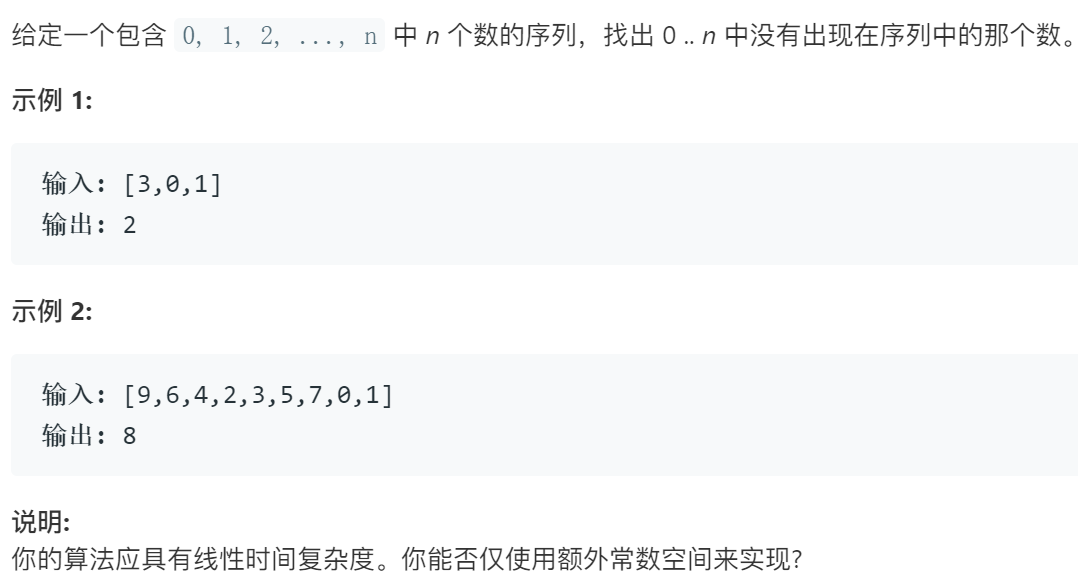 给定一个包含 0, 1, 2, ..., n 中 n 个数的序列，找出 0 .. n 中没有出现在序列中的那个数。
示例 1:
输入: [3,0,1]
输出: 2
示例 2:
输入: [9,6,4,2,3,5,7,0,1]
输出: 8
说明:
你的算法应具有线性时间复杂度。你能否仅使用额外常数空间来实现?